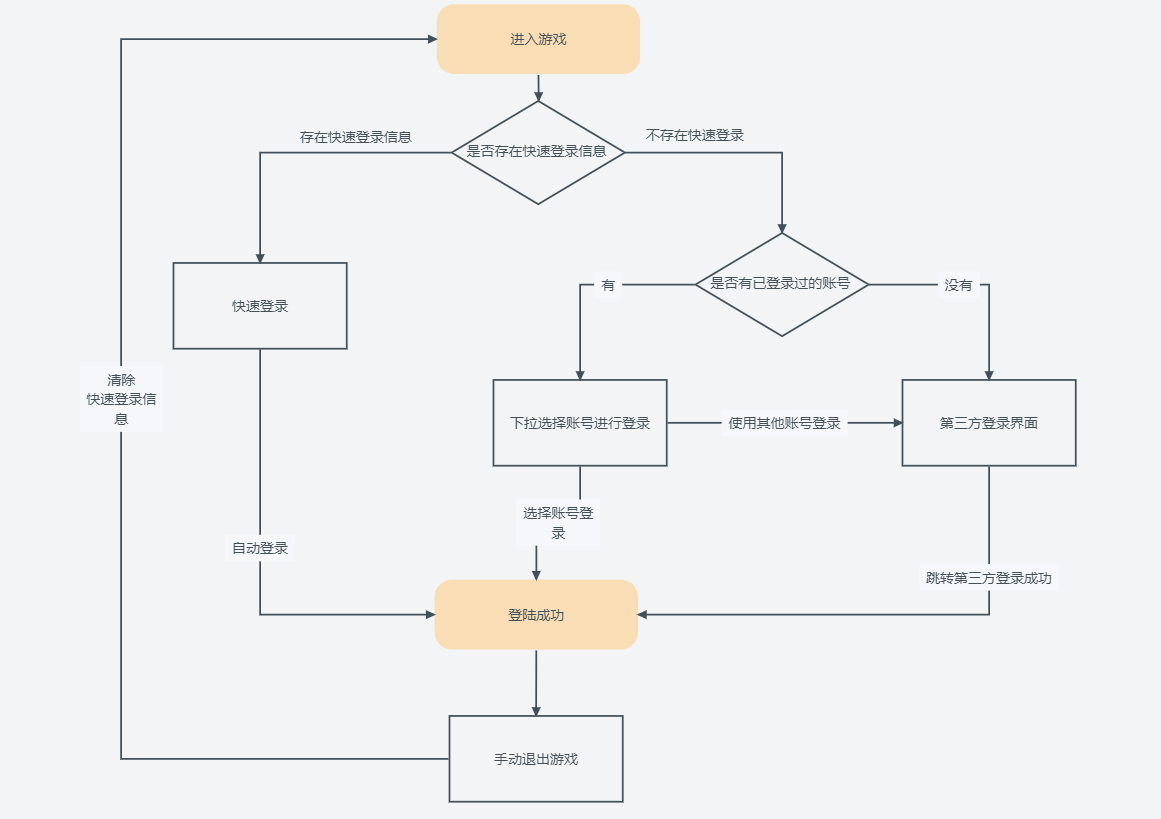 进入游戏
存在快速登录信息
不存在快速登录
是否存在快速登录信息
是否有已登录过的账号
有
没有
快速登录
清除
快速登录信
息
下拉选择账号进行登录
使用其他账号登录
第三方登录界面
选择账号登
录
自动登录
跳转第三方登录成功
登陆成功
手动退出游戏